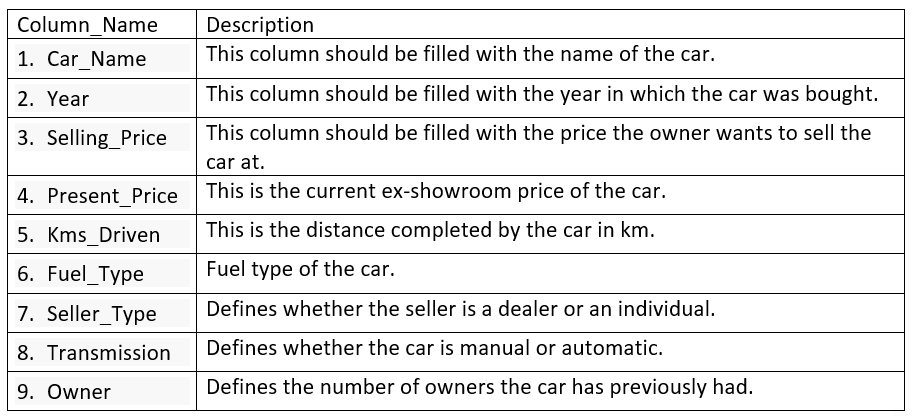 Column_Name Description
1. Car_Name This column should be filled with the name of the car.
2. Year This column should be filled with the year in which the car was bought.
3. Selling_Price This column should be filled with the price the owner wants to sell the
car at.
4. Present_Price This is the current ex-showroom price of the car.
5. Kms_Driven This is the distance completed by the car in km.
6. Fuel_Type Fuel type of the car.
7. Seller_Type Defines whether the seller is a dealer or an individual.
8. Transmission Defines whether the car is manual or automatic.
9. Owner Defines the number of owners the car has previously had.